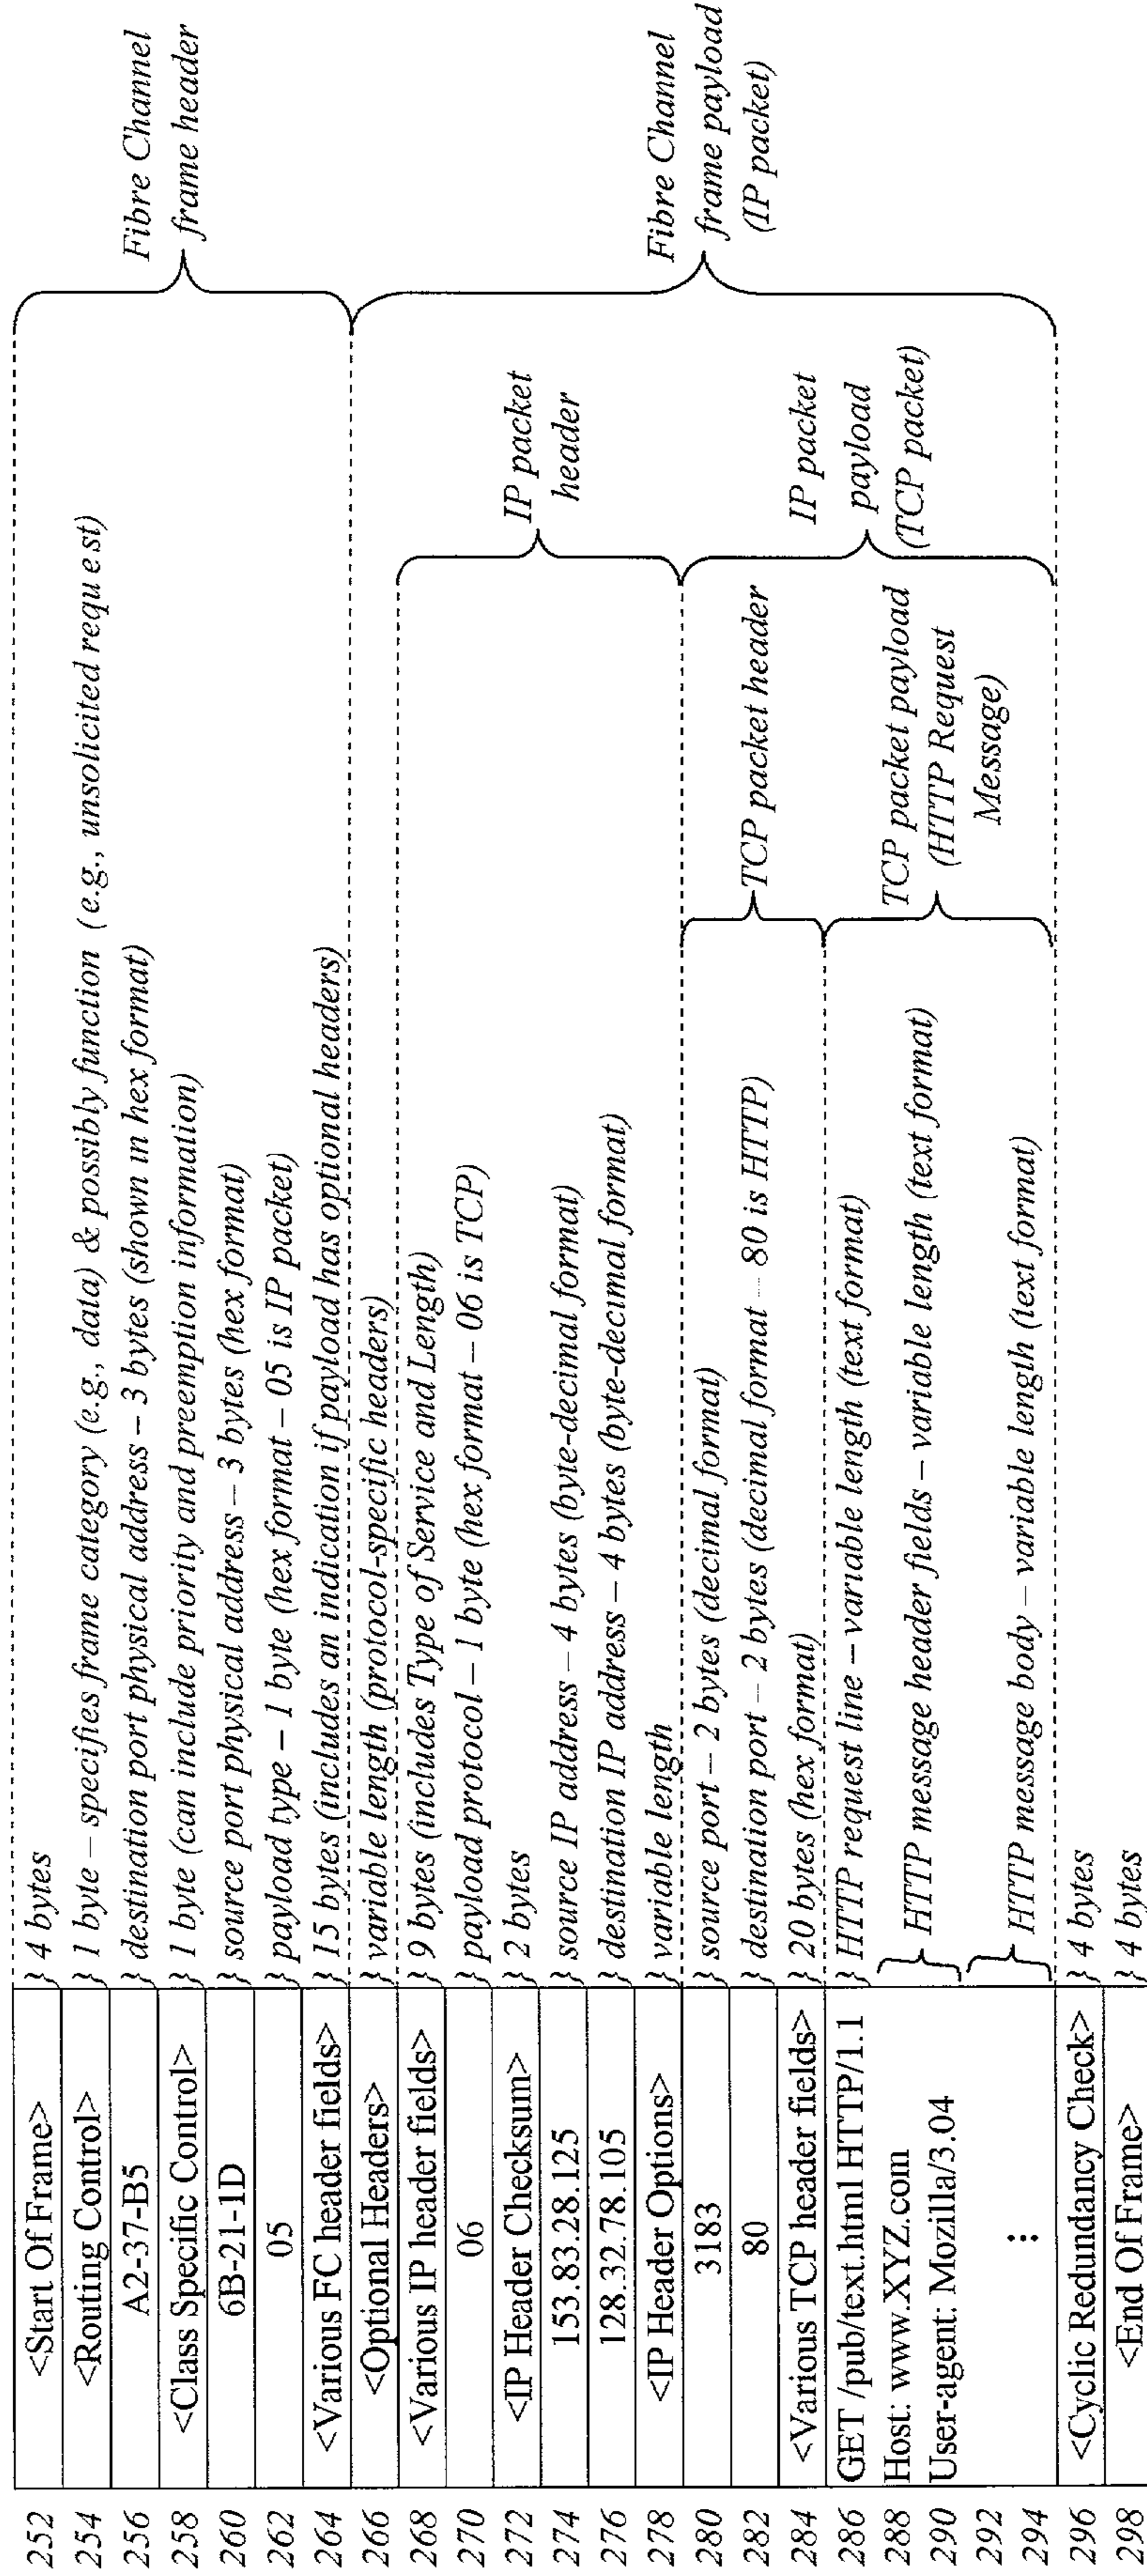 252 <Start Of Frame> } 4 bytes
254 <Routing Control> } 1 byte – specifies frame category (e.g., data) & possibly function (e.g., unsolicited request)
256 A2-37-B5 } destination port physical address – 3 bytes (shown in hex format)
258 <Class Specific Control> } 1 byte (can include priority and preemption information)
260 6B-21-1D } source port physical address – 3 bytes (hex format)
262 05 } payload type – 1 byte (hex format – 05 is IP packet)
264 <Various FC header fields> } 15 bytes (includes an indication if payload has optional headers)
Fibre Channel
frame header
266 <Optional Headers> } variable length (protocol-specific headers)
268 <Various IP header fields> } 9 bytes (includes Type of Service and Length)
270 06 } payload protocol – 1 byte (hex format – 06 is TCP)
272 <IP Header Checksum> } 2 bytes
274 153.83.28.125 } source IP address – 4 bytes (byte-decimal format)
276 128.32.78.105 } destination IP address – 4 bytes (byte-decimal format)
278 <IP Header Options> } variable length
IP packet
header
280 3183 } source port – 2 bytes (decimal format)
282 80 } destination port – 2 bytes (decimal format – 80 is HTTP)
284 <Various TCP header fields> } 20 bytes (hex format)
TCP packet header
286 GET /pub/text.html HTTP/1.1 } HTTP request line – variable length (text format)
288 Host: www.XYZ.com
290 User-agent: Mozilla/3.04
} HTTP message header fields – variable length (text format)
292
294 ⋮
} HTTP message body – variable length (text format)
TCP packet payload
(HTTP Request
Message)
IP packet
payload
(TCP packet)
Fibre Channel
frame payload
(IP packet)
296 <Cyclic Redundancy Check> } 4 bytes
298 <End Of Frame> } 4 bytes